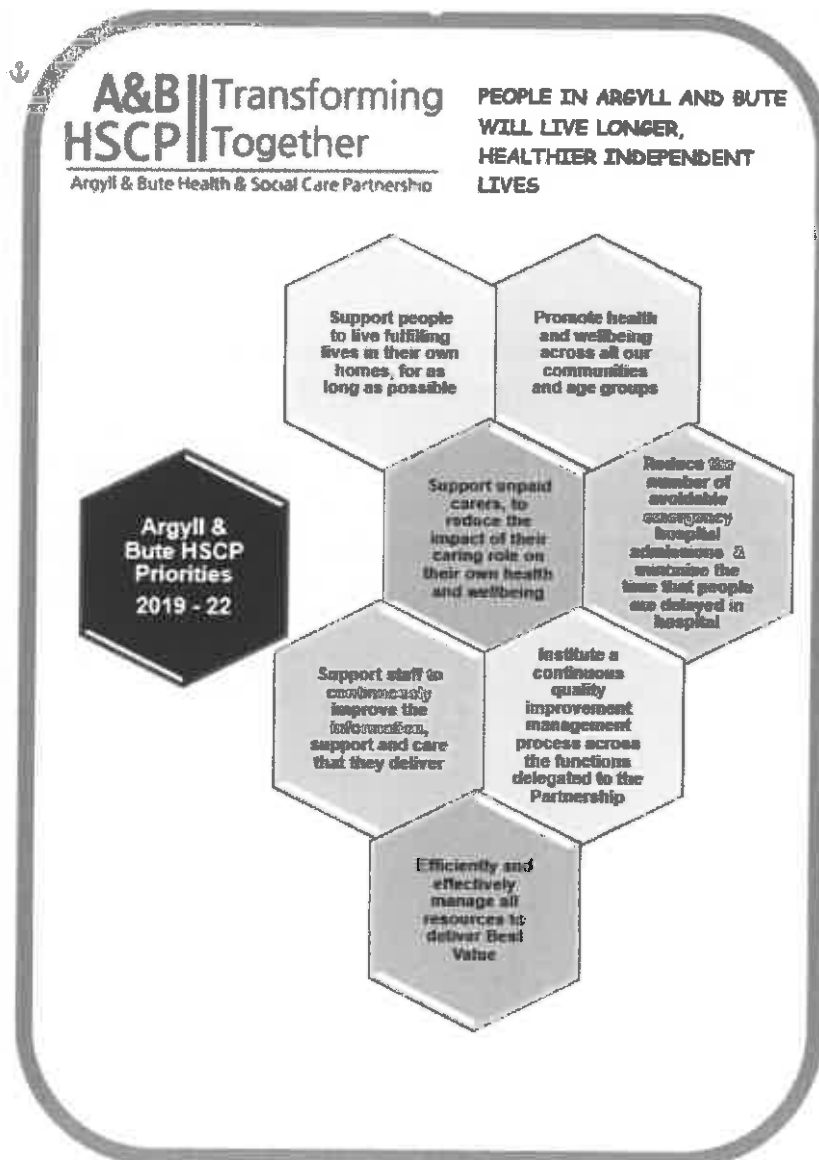 A&B
HSCP
Transforming
Together
Argyll & Bute Health & Social Care Partnership
PEOPLE IN ARGYLL AND BUTE
WILL LIVE LONGER,
HEALTHIER INDEPENDENT
LIVES
Support people
to live fulfilling
lives in their own
homes, for as
long as possible
Promote health
and wellbeing
across all our
communities
and age groups
Argyll &
Bute HSCP
Priorities
2019 - 22
Support unpaid
carers, to
reduce the
impact of their
caring role on
their own health
and wellbeing
Reduce the
number of
avoidable
emergency
hospital
admissions &
minimise the
time that people
are delayed in
hospital
Support staff to
continuously
improve the
information,
support and care
that they deliver
Institute a
continuous
quality
improvement
management
process across
the functions
delegated to the
Partnership
Efficiently and
effectively
manage all
resources to
deliver Best
Value